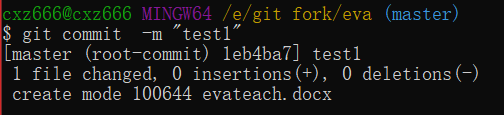 cxz666@cxz666 MINGW64 /e/git fork/eva (master)
$ git commit  -m "test1"
[master (root-commit) 1eb4ba7] test1
 1 file changed, 0 insertions(+), 0 deletions(-)
 create mode 100644 evateach.docx